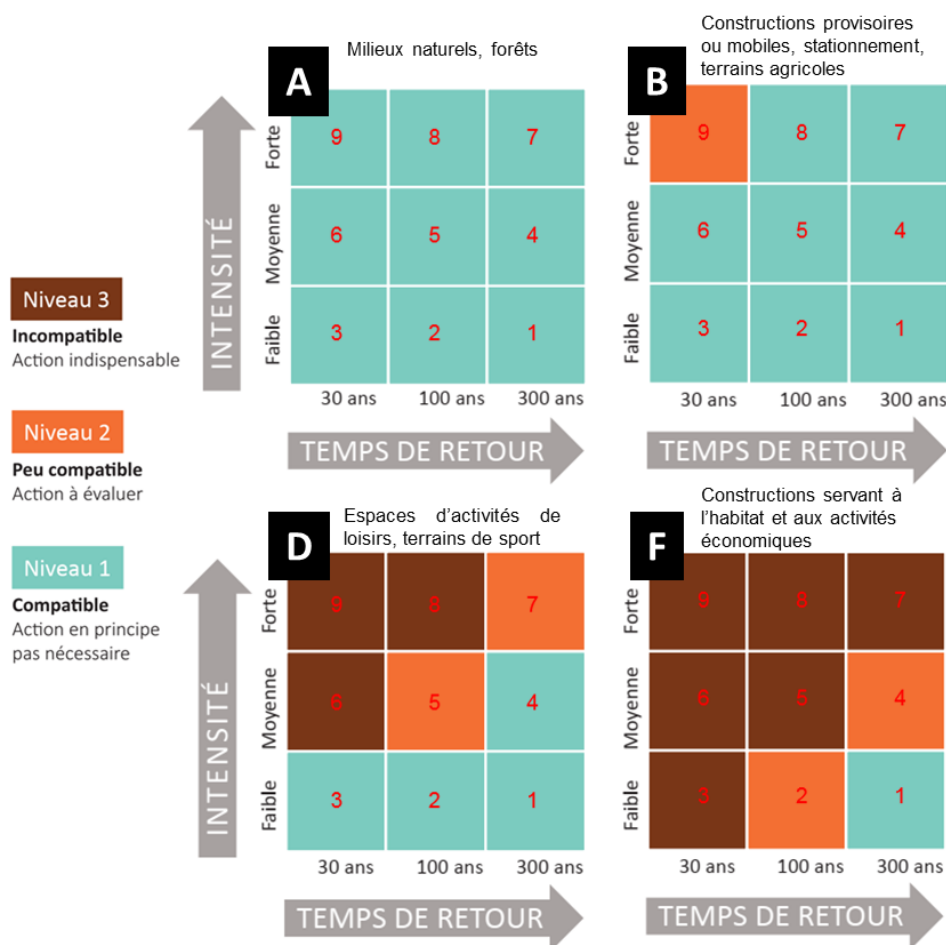 A
Milieux naturels, forêts
INTENSITÉ
Forte
9 8 7
Moyenne
6 5 4
Faible
3 2 1
30 ans 100 ans 300 ans
TEMPS DE RETOUR
B
Constructions provisoires
ou mobiles, stationnement,
terrains agricoles
Forte
9 8 7
Moyenne
6 5 4
Faible
3 2 1
30 ans 100 ans 300 ans
TEMPS DE RETOUR
Niveau 3
Incompatible
Action indispensable
Niveau 2
Peu compatible
Action à évaluer
Niveau 1
Compatible
Action en principe
pas nécessaire
D
Espaces d'activités de
loisirs, terrains de sport
INTENSITÉ
Forte
9 8 7
Moyenne
6 5 4
Faible
3 2 1
30 ans 100 ans 300 ans
TEMPS DE RETOUR
F
Constructions servant à
l'habitat et aux activités
économiques
Forte
9 8 7
Moyenne
6 5 4
Faible
3 2 1
30 ans 100 ans 300 ans
TEMPS DE RETOUR